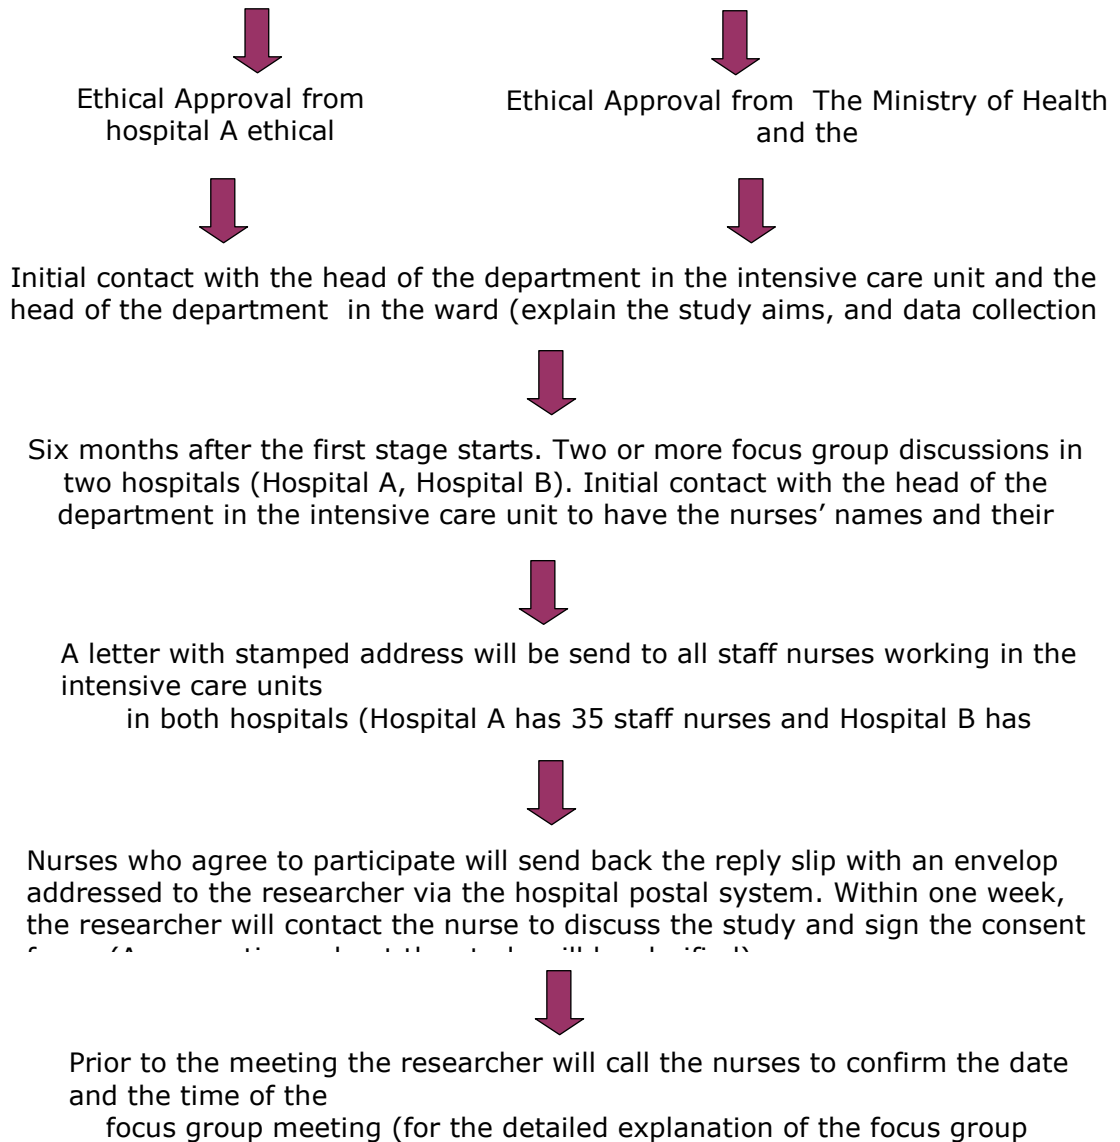 Ethical Approval from
hospital A ethical
Ethical Approval from  The Ministry of Health
and the
Initial contact with the head of the department in the intensive care unit and the
head of the department  in the ward (explain the study aims, and data collection
Six months after the first stage starts. Two or more focus group discussions in
two hospitals (Hospital A, Hospital B). Initial contact with the head of the
department in the intensive care unit to have the nurses’ names and their
A letter with stamped address will be send to all staff nurses working in the
intensive care units
in both hospitals (Hospital A has 35 staff nurses and Hospital B has
Nurses who agree to participate will send back the reply slip with an envelop
addressed to the researcher via the hospital postal system. Within one week,
the researcher will contact the nurse to discuss the study and sign the consent
Prior to the meeting the researcher will call the nurses to confirm the date
and the time of the
focus group meeting (for the detailed explanation of the focus group